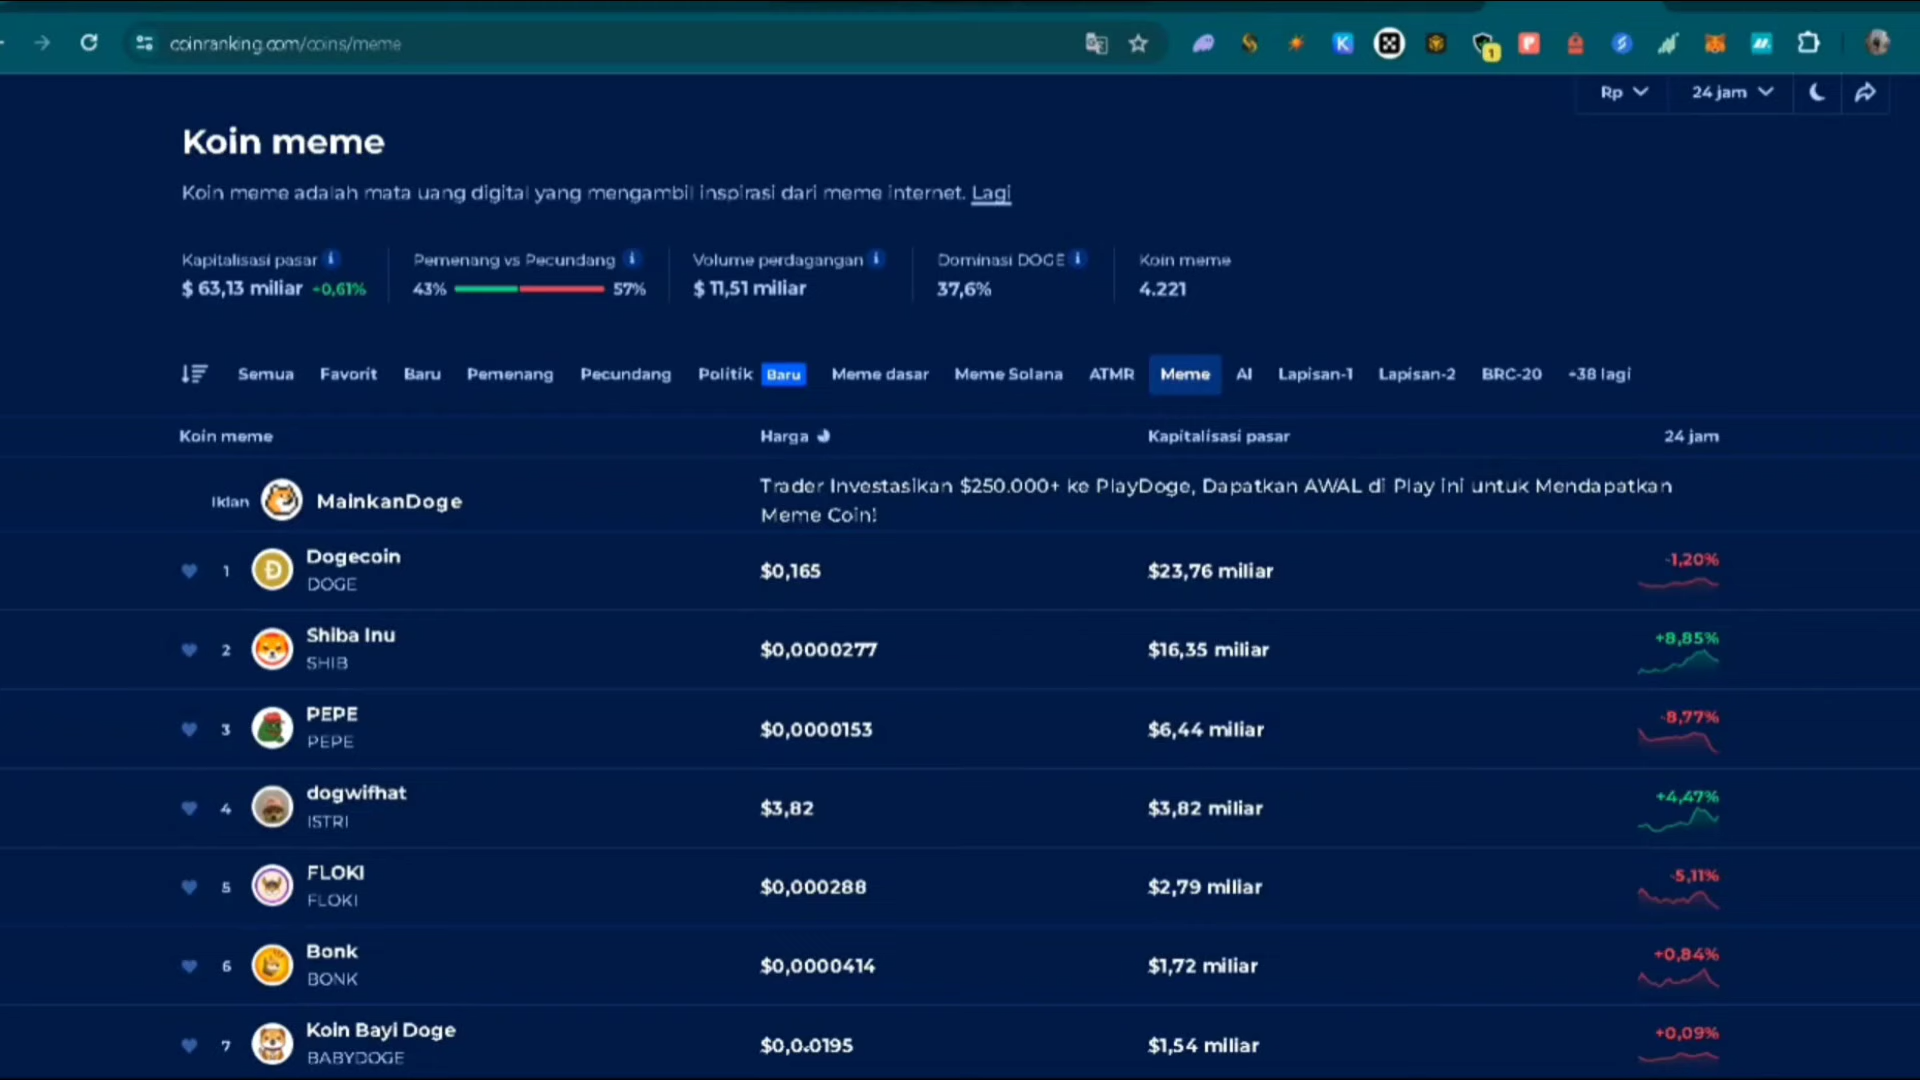 coinranking.com/coins/meme
1
Rp 24 jam
Koin meme
Koin meme adalah mata uang digital yang mengambil inspirasi dari meme internet. Lagi
Kapitalisasi pasar Pemenang vs Pecundang Volume perdagangan Dominasi DOGE Koin meme
$ 63,13 miliar +0,61% 43% 57% $ 11,51 miliar 37,6% 4.221
Semua Favorit Baru Pemenang Pecundang Politik Baru Meme dasar Meme Solana ATMR Meme AI Lapisan-1 Lapisan-2 BRC-20 +38 lagi
Koin meme Harga Kapitalisasi pasar 24 jam
Iklan MainkanDoge Trader Investasikan $250.000+ ke PlayDoge, Dapatkan AWAL di Play ini untuk Mendapatkan
Meme Coin!
1 Dogecoin $0,165 $23,76 miliar -1,20%
DOGE
2 Shiba Inu $0,0000277 $16,35 miliar +8,85%
SHIB
3 PEPE $0,0000153 $6,44 miliar -8,77%
PEPE
4 dogwifhat $3,82 $3,82 miliar +4,47%
ISTRI
5 FLOKI $0,000288 $2,79 miliar -5,11%
FLOKI
6 Bonk $0,0000414 $1,72 miliar +0,84%
BONK
7 Koin Bayi Doge $1,54 miliar +0,09%
BABYDOGE